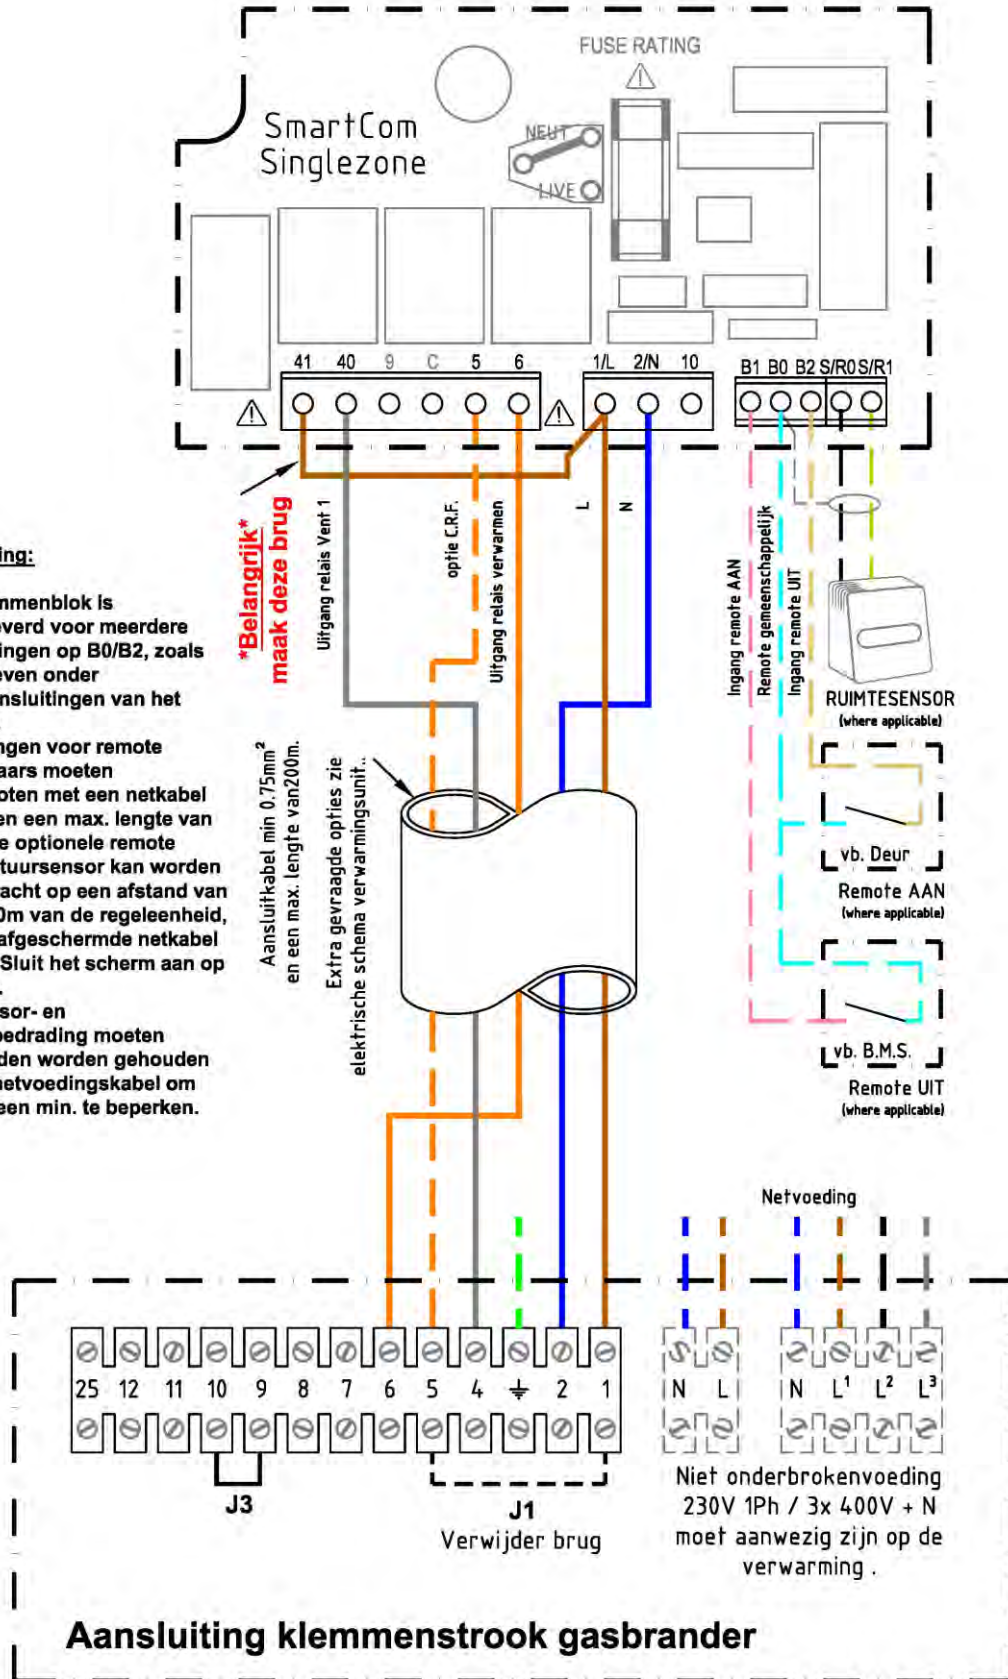 FUSE RATING
SmartCom
Singlezone
NEUT
LIVE
41 40 9 C 5 6
1/L 2/N 10
B1 B0 B2 S/R0 S/R1
*Belangrijk*
maak deze brug
Uitgang relais Vent 1
optie C.R.F.
Uitgang relais verwarmen
L
N
Ingang remote AAN
Remote gemeenschappelijk
Ingang remote UIT
RUIMTESENSOR
(where applicable)
vb. Deur
Remote AAN
(where applicable)
vb. B.M.S.
Remote UIT
(where applicable)
ing:
mmenblok is
everd voor meerdere
ingen op B0/B2, zoals
even onder
nsluitingen van het
ngen voor remote
aars moeten
oten met een netkabel
en een max. lengte van
e optionele remote
tuursensor kan worden
acht op een afstand van
0m van de regeleenheid,
afgeschermde netkabel
Sluit het scherm aan op
.
sor- en
bedrading moeten
den worden gehouden
netvoedingskabel om
een min. te beperken.
Aansluitkabel min 0.75mm²
en een max. lengte van200m.
Extra gevraagde opties zie
elektrische schema verwarmingsunit..
Netvoeding
25 12 11 10 9 8 7 6 5 4 2 1
N L
N L¹ L² L³
J3
J1
Verwijder brug
Niet onderbrokenvoeding
230V 1Ph / 3x 400V + N
moet aanwezig zijn op de
verwarming .
Aansluiting klemmenstrook gasbrander